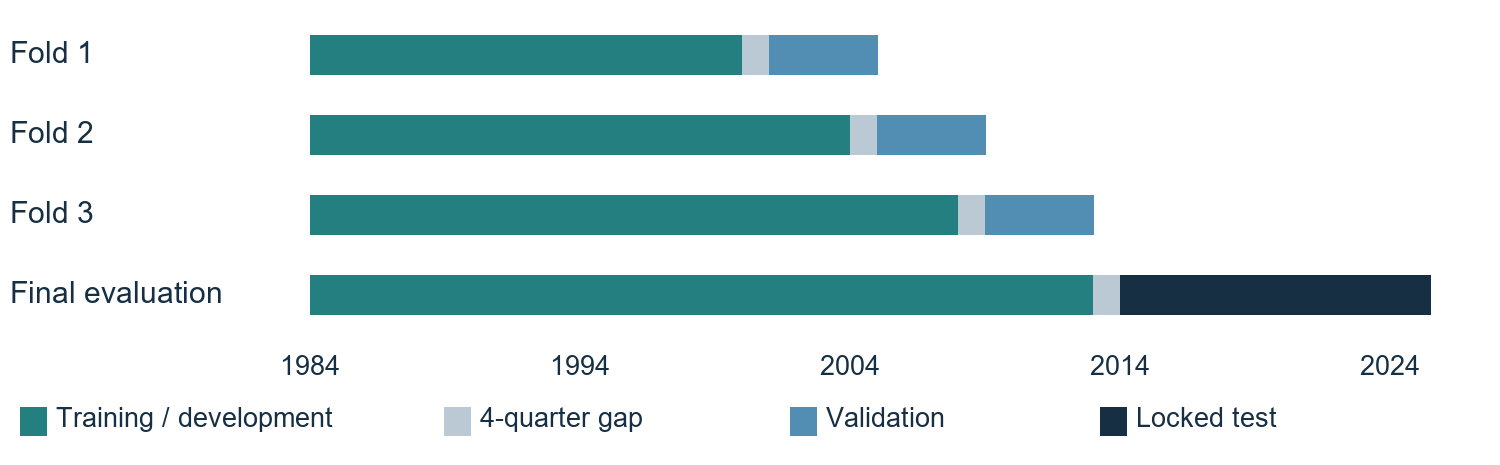 Fold 1
Fold 2
Fold 3
Final evaluation
1984 1994 2004 2014 2024
Training / development 4-quarter gap Validation Locked test